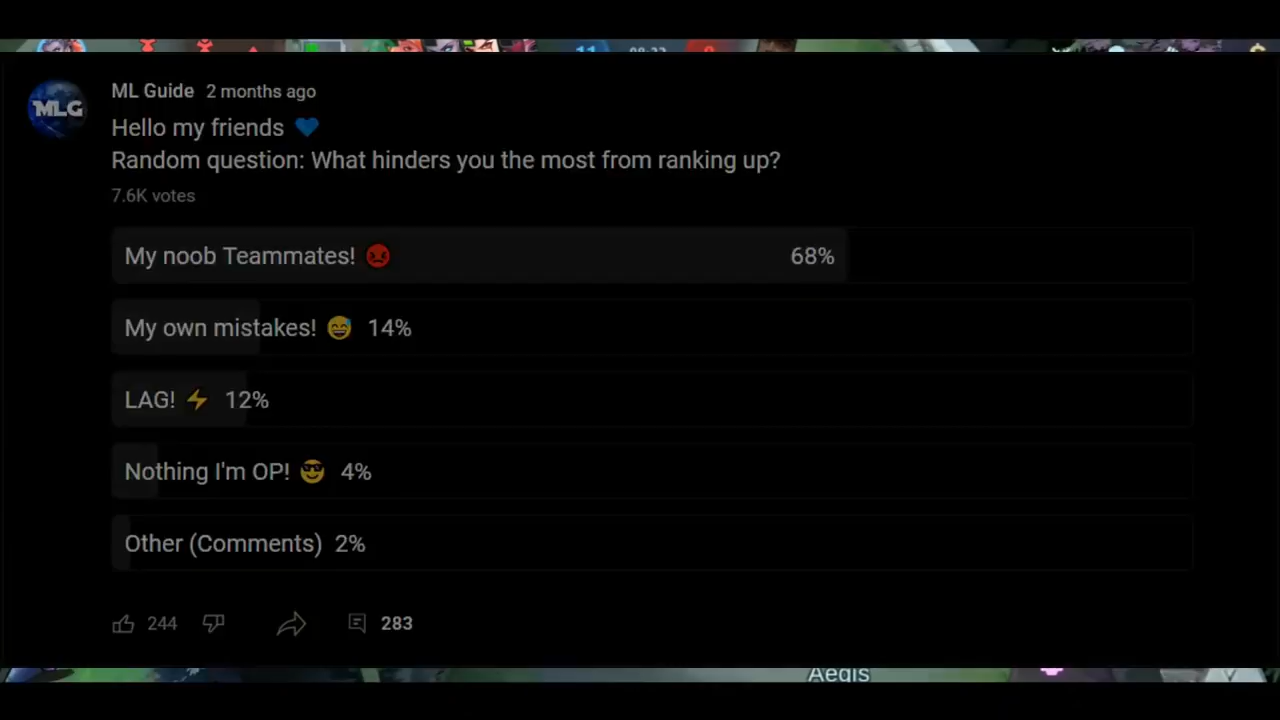 MLG
ML Guide 2 months ago
Hello my friends 💙
Random question: What hinders you the most from ranking up?
7.6K votes
My noob Teammates! 😡 68%
My own mistakes! 😅 14%
LAG! ⚡ 12%
Nothing I'm OP! 😎 4%
Other (Comments) 2%
244 283
Aegis